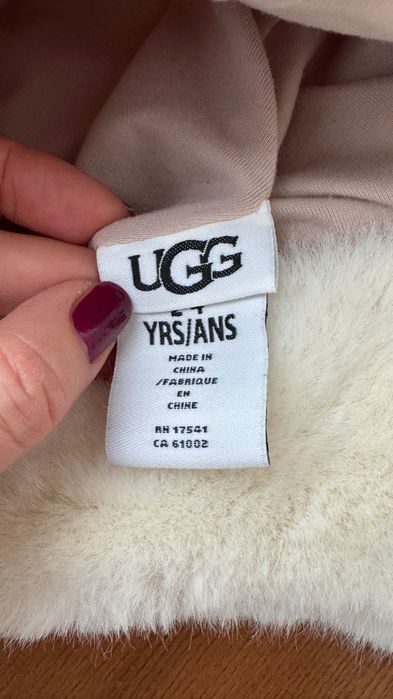 UGG
YRS/ANS
MADE IN
CHINA
/FABRIQUE
EN
CHINE
RN 17541
CA 61002